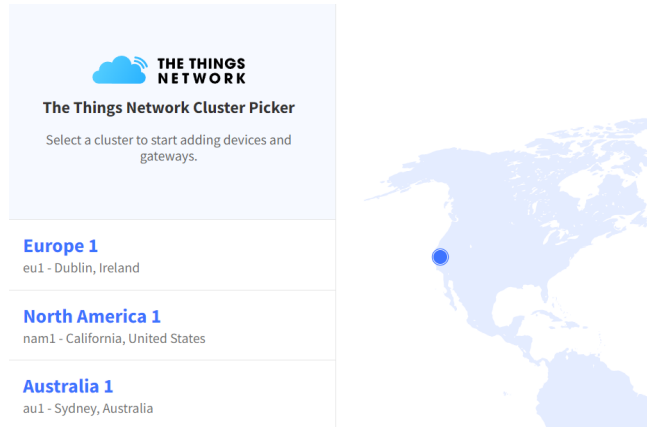 THE THINGS
NETWORK
The Things Network Cluster Picker
Select a cluster to start adding devices and
gateways.
Europe 1
eu1 - Dublin, Ireland
North America 1
nam1 - California, United States
Australia 1
au1 - Sydney, Australia